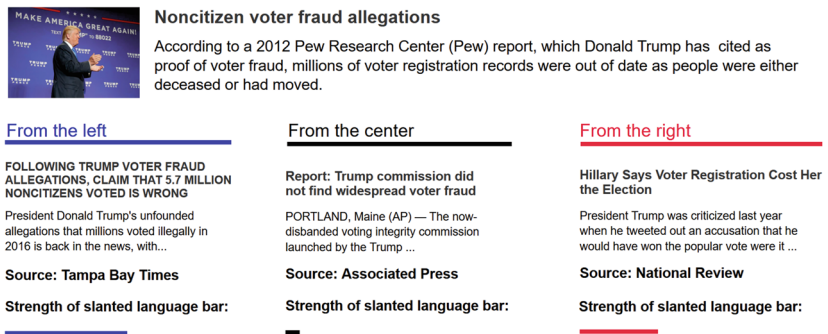 MAKE AMERICA GREAT AGAIN!
Noncitizen voter fraud allegations
According to a 2012 Pew Research Center (Pew) report, which Donald Trump has cited as
proof of voter fraud, millions of voter registration records were out of date as people were either
deceased or had moved.
From the left
FOLLOWING TRUMP VOTER FRAUD
ALLEGATIONS, CLAIM THAT 5.7 MILLION
NONCITIZENS VOTED IS WRONG
President Donald Trump's unfounded
allegations that millions voted illegally in
2016 is back in the news, with...
Source: Tampa Bay Times
Strength of slanted language bar:
From the center
Report: Trump commission did
not find widespread voter fraud
PORTLAND, Maine (AP) — The now-
disbanded voting integrity commission
launched by the Trump ...
Source: Associated Press
Strength of slanted language bar:
From the right
Hillary Says Voter Registration Cost Her
the Election
President Trump was criticized last year
when he tweeted out an accusation that he
would have won the popular vote were it ...
Source: National Review
Strength of slanted language bar: